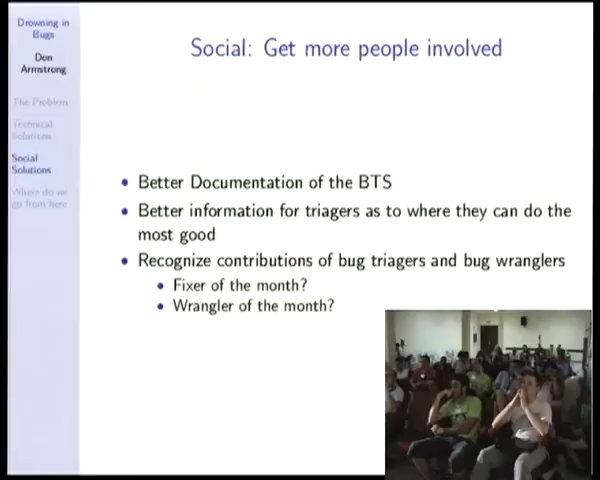 Drowning in
Bugs
Don
Armstrong
The Problem
Technical
Solutions
Social
Solutions
Where do we
go from here
Social: Get more people involved
Better Documentation of the BTS
Better information for triagers as to where they can do the
most good
Recognize contributions of bug triagers and bug wranglers
Fixer of the month?
Wrangler of the month?